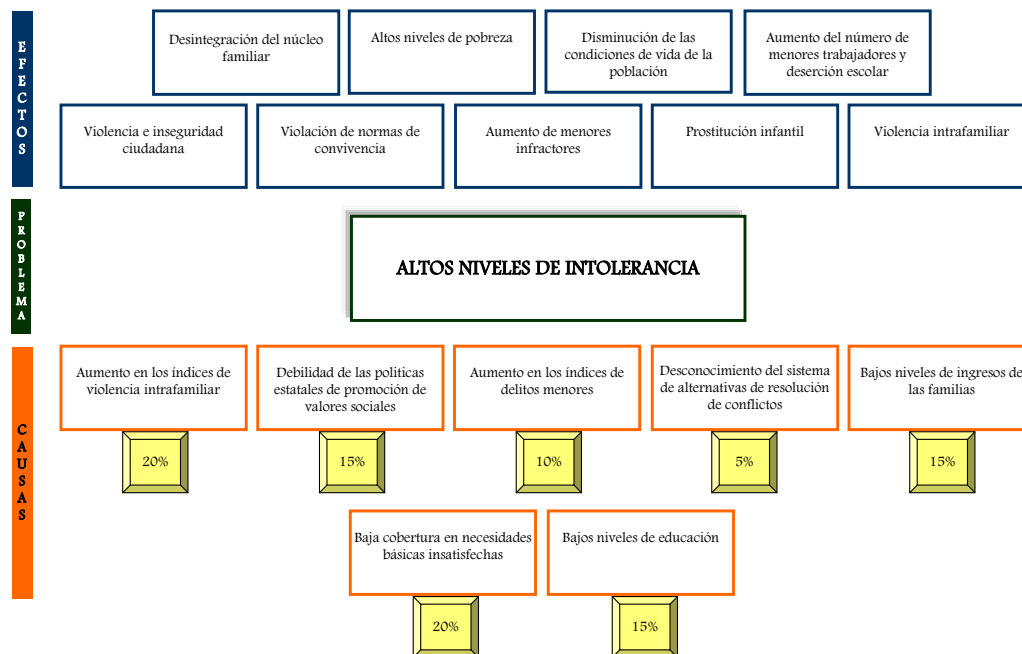 EFECTOS
Desintegración del núcleo
familiar
Altos niveles de pobreza
Disminución de las
condiciones de vida de la
población
Aumento del número de
menores trabajadores y
deserción escolar
Violencia e inseguridad
ciudadana
Violación de normas de
convivencia
Aumento de menores
infractores
Prostitución infantil
Violencia intrafamiliar
PROBLEMA
ALTOS NIVELES DE INTOLERANCIA
CAUSAS
Aumento en los índices de
violencia intrafamiliar
Debilidad de las politicas
estatales de promoción de
valores sociales
Aumento en los índices de
delitos menores
Desconocimiento del sistema
de alternativas de resolución
de conflictos
Bajos niveles de ingresos de
las familias
20%
15%
10%
5%
15%
Baja cobertura en necesidades
básicas insatisfechas
Bajos niveles de educación
20%
15%